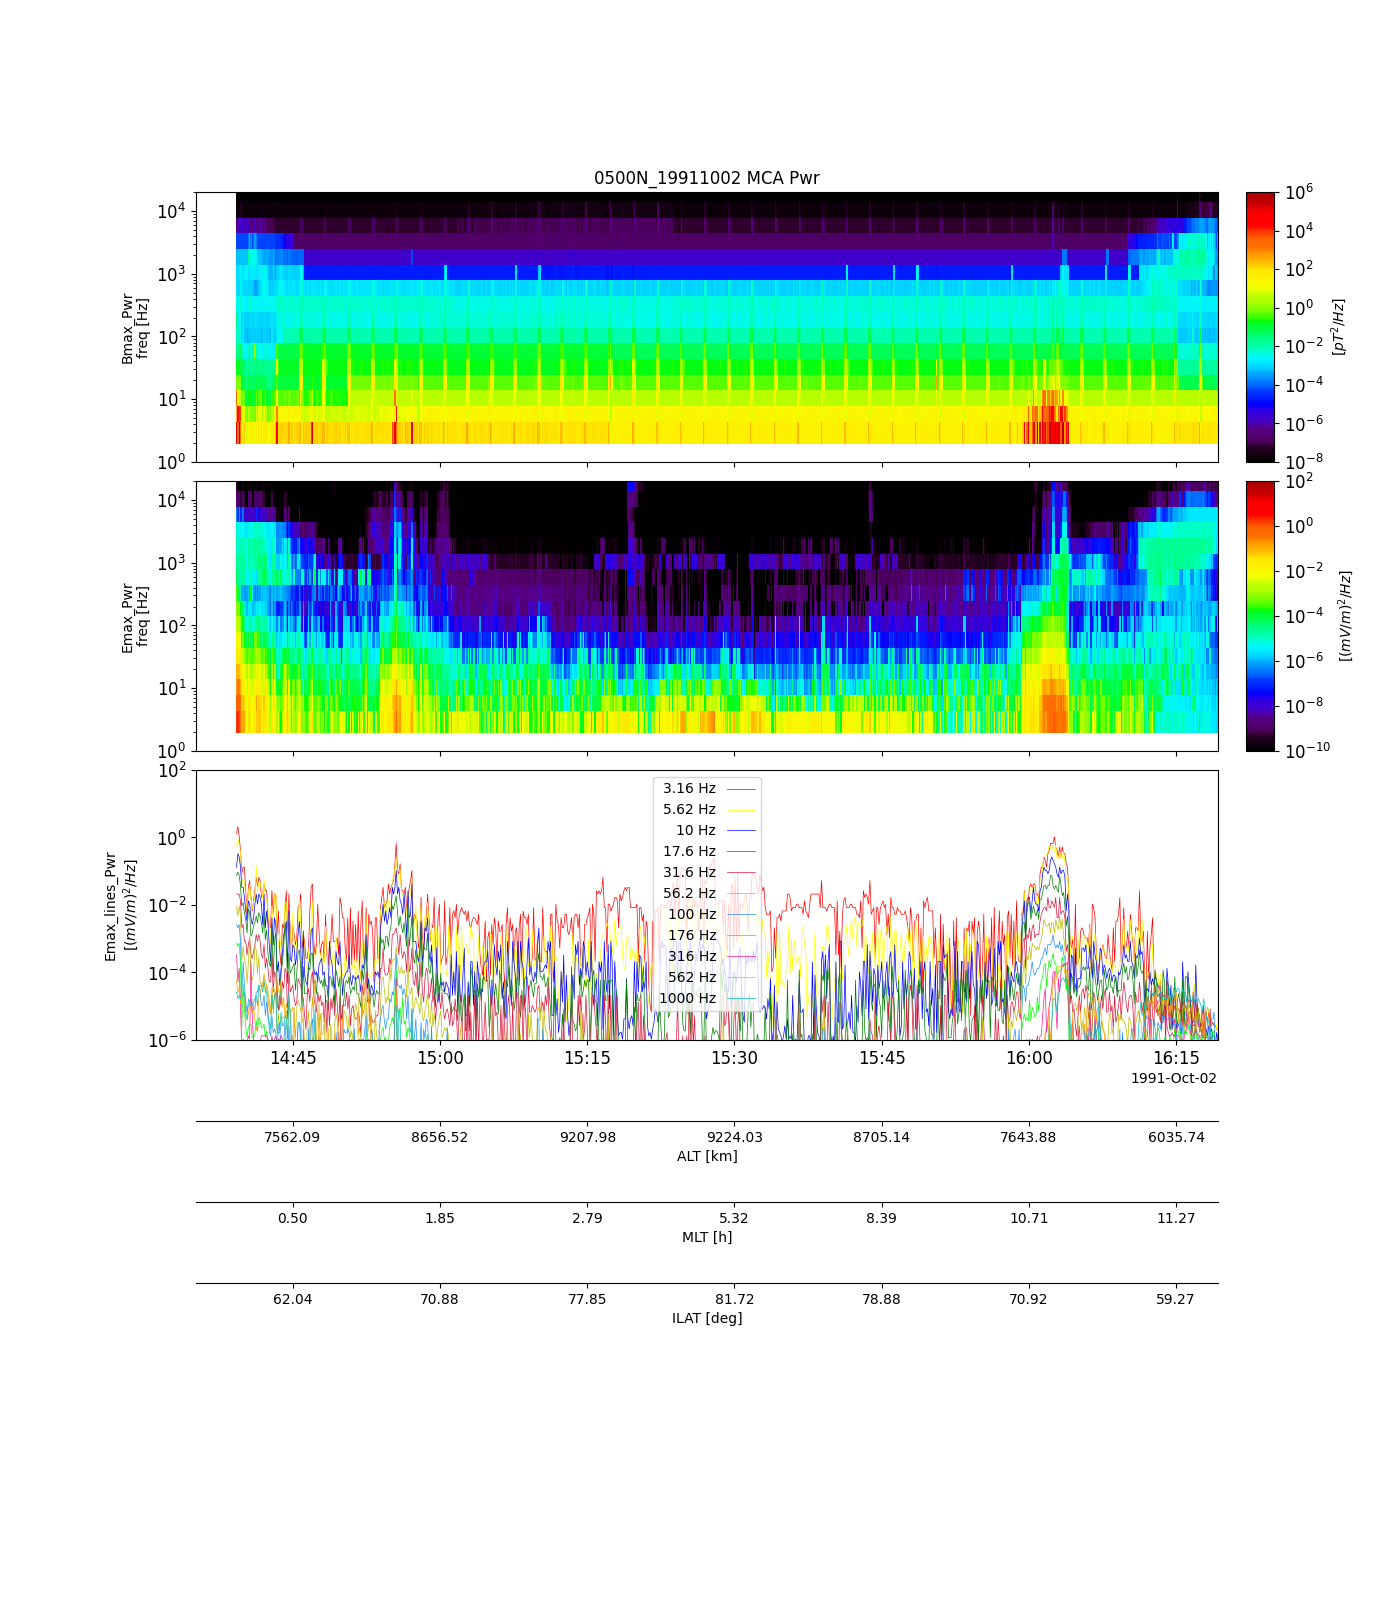 0500N_19911002 MCA Pwr
10^4
10^3
10^2
10^1
10^0
Bmax_Pwr
freq [Hz]
10^6
10^4
10^2
10^0
10^−2
10^−4
10^−6
10^−8
[pT^2/Hz]
10^4
10^3
10^2
10^1
10^0
Emax_Pwr
freq [Hz]
10^2
10^0
10^−2
10^−4
10^−6
10^−8
10^−10
[(mV/m)^2/Hz]
10^2
10^0
10^−2
10^−4
10^−6
Emax_lines_Pwr
[(mV/m)^2/Hz]
3.16 Hz
5.62 Hz
10 Hz
17.6 Hz
31.6 Hz
56.2 Hz
100 Hz
176 Hz
316 Hz
562 Hz
1000 Hz
14:45 15:00 15:15 15:30 15:45 16:00 16:15
1991-Oct-02
7562.09 8656.52 9207.98 9224.03 8705.14 7643.88 6035.74
ALT [km]
0.50 1.85 2.79 5.32 8.39 10.71 11.27
MLT [h]
62.04 70.88 77.85 81.72 78.88 70.92 59.27
ILAT [deg]